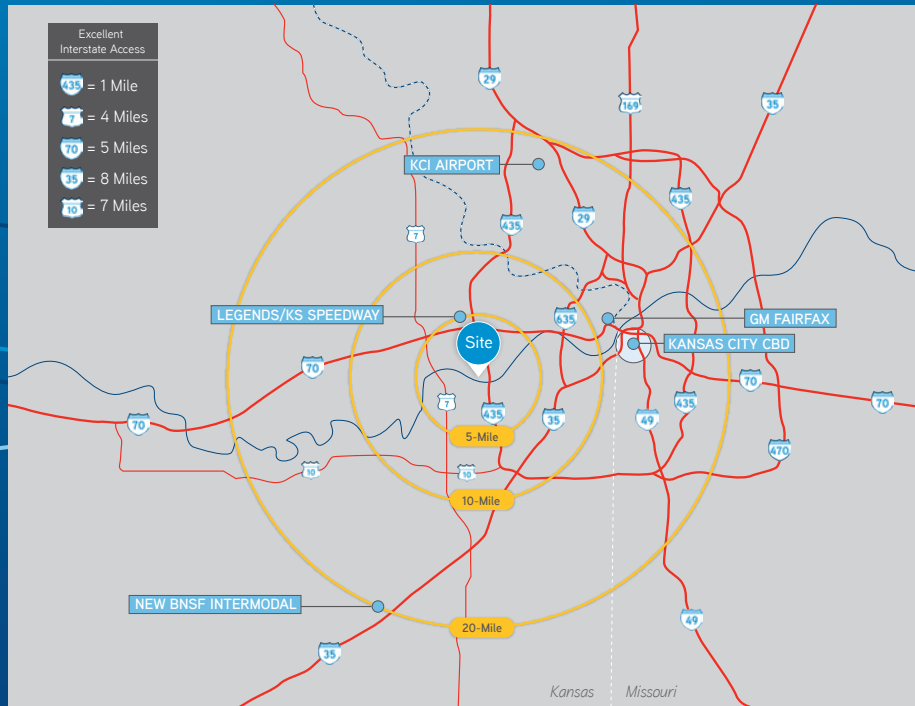 Excellent
Interstate Access
435 = 1 Mile
7 = 4 Miles
70 = 5 Miles
35 = 8 Miles
10 = 7 Miles
29
169
35
KCI AIRPORT
435
435
29
7
LEGENDS/KS SPEEDWAY
635
GM FAIRFAX
Site
KANSAS CITY CBD
70
70
7
435
35
49
435
70
70
5-Mile
470
10
10
10-Mile
NEW BNSF INTERMODAL
20-Mile
49
35
Kansas
Missouri